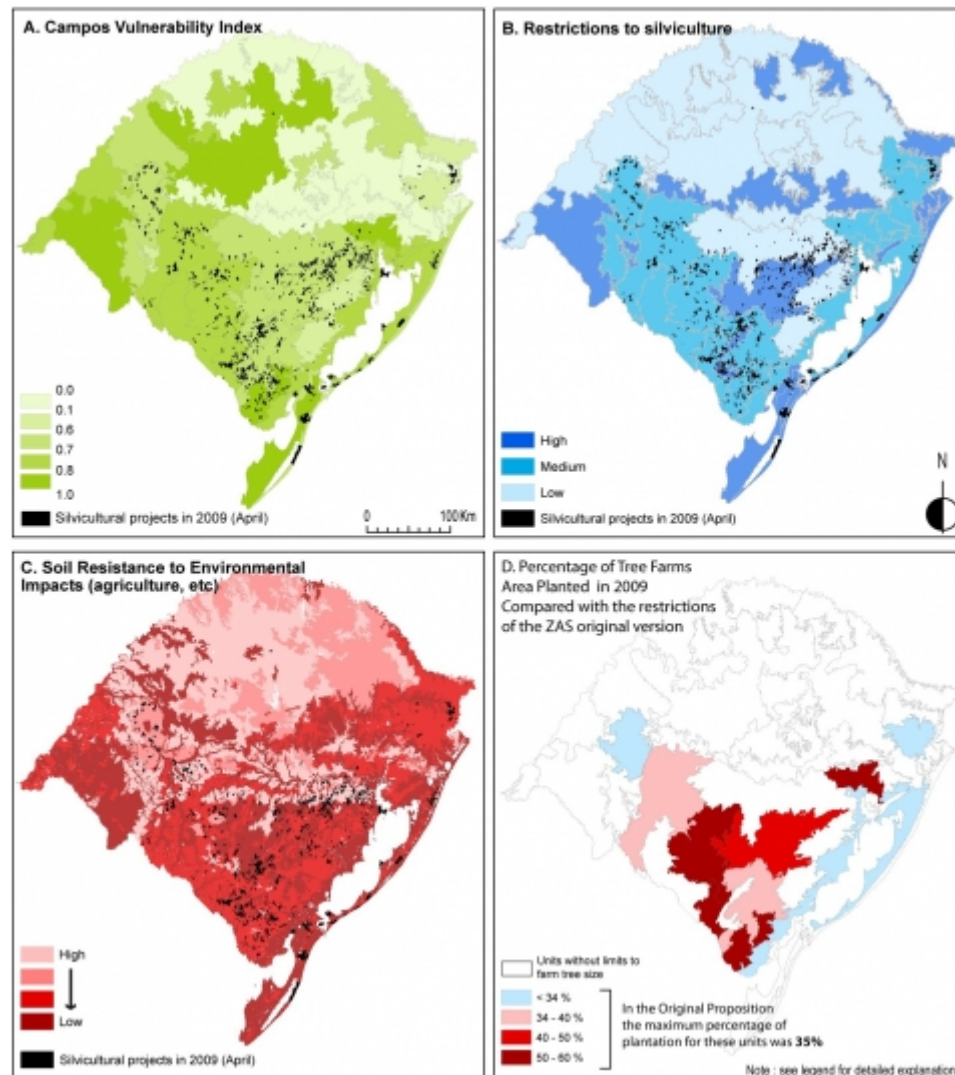 A. Campos Vulnerability Index
0.0
0.1
0.6
0.7
0.8
1.0
Silvicultural projects in 2009 (April)
0 100 Km
B. Restrictions to silviculture
High
Medium
Low
Silvicultural projects in 2009 (April)
N
C. Soil Resistance to Environmental
Impacts (agriculture, etc)
High
Low
Silvicultural projects in 2009 (April)
D. Percentage of Tree Farms
Area Planted in 2009
Compared with the restrictions
of the ZAS original version
Units without limits to
farm tree size
< 34 %
34 - 40 %
40 - 50 %
50 - 60 %
In the Original Proposition
the maximum percentage of
plantation for these units was 35%
Note : see legend for detailed explanation